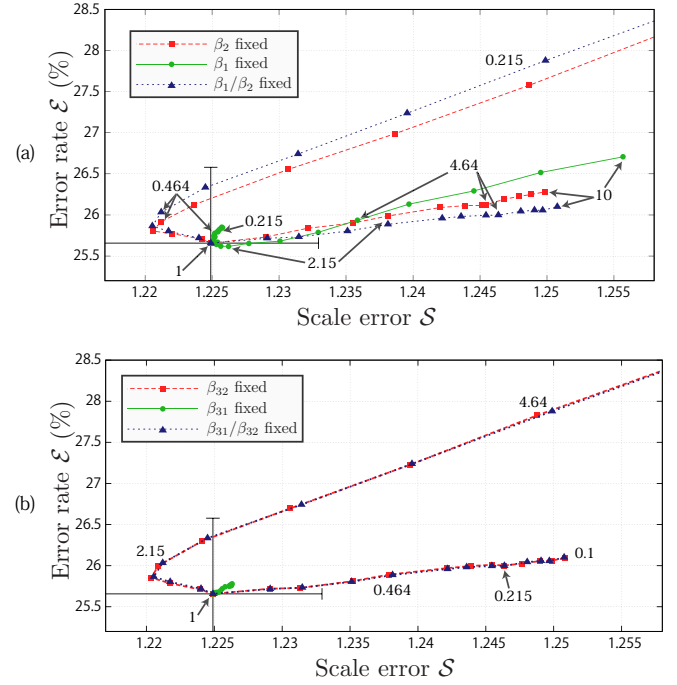 (a)
Error rate ℰ (%)
28.5
28
27.5
27
26.5
26
25.5
β₂ fixed
β₁ fixed
β₁/β₂ fixed
0.215
0.464
4.64
10
0.215
2.15
1
1.22 1.225 1.23 1.235 1.24 1.245 1.25 1.255
Scale error 𝒮
(b)
Error rate ℰ (%)
28.5
28
27.5
27
26.5
26
25.5
β₃₂ fixed
β₃₁ fixed
β₃₁/β₃₂ fixed
4.64
2.15
0.1
0.464
0.215
1
1.22 1.225 1.23 1.235 1.24 1.245 1.25 1.255
Scale error 𝒮